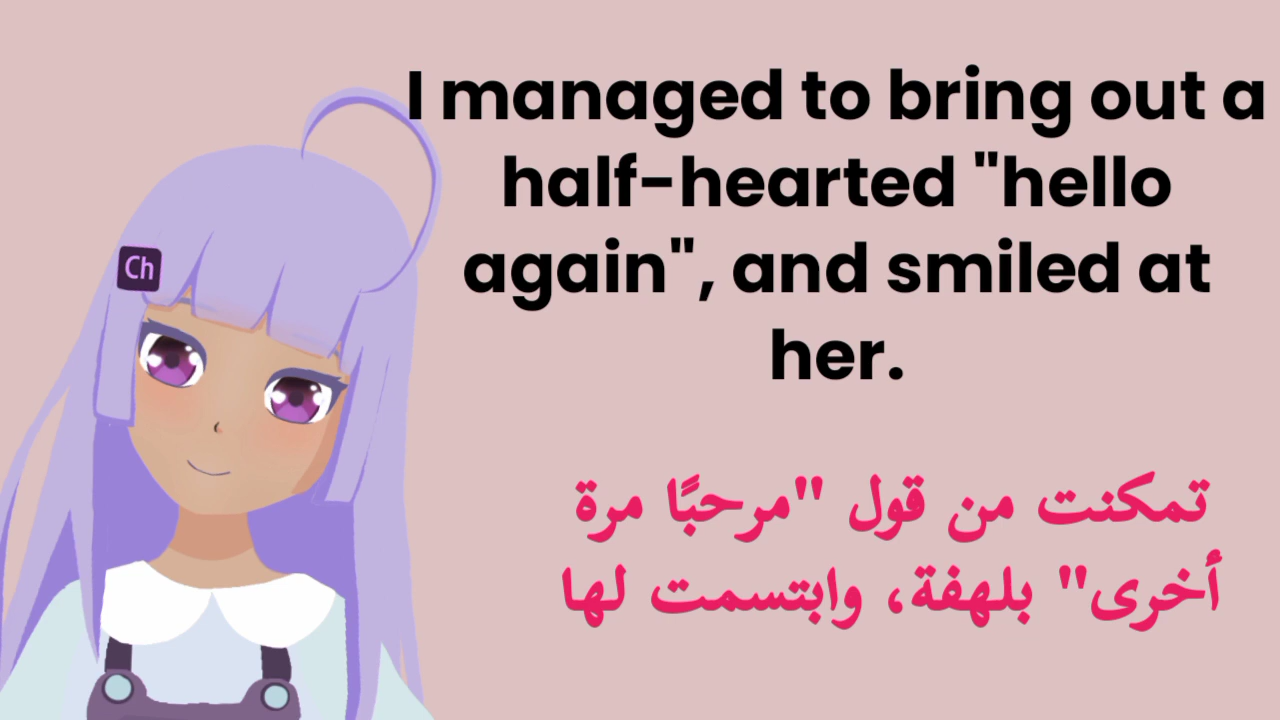 I managed to bring out a
half-hearted "hello
again", and smiled at
her.
Ch
تمكنت من قول "مرحبًا مرة
أخرى" بلهفة، وابتسمت لها